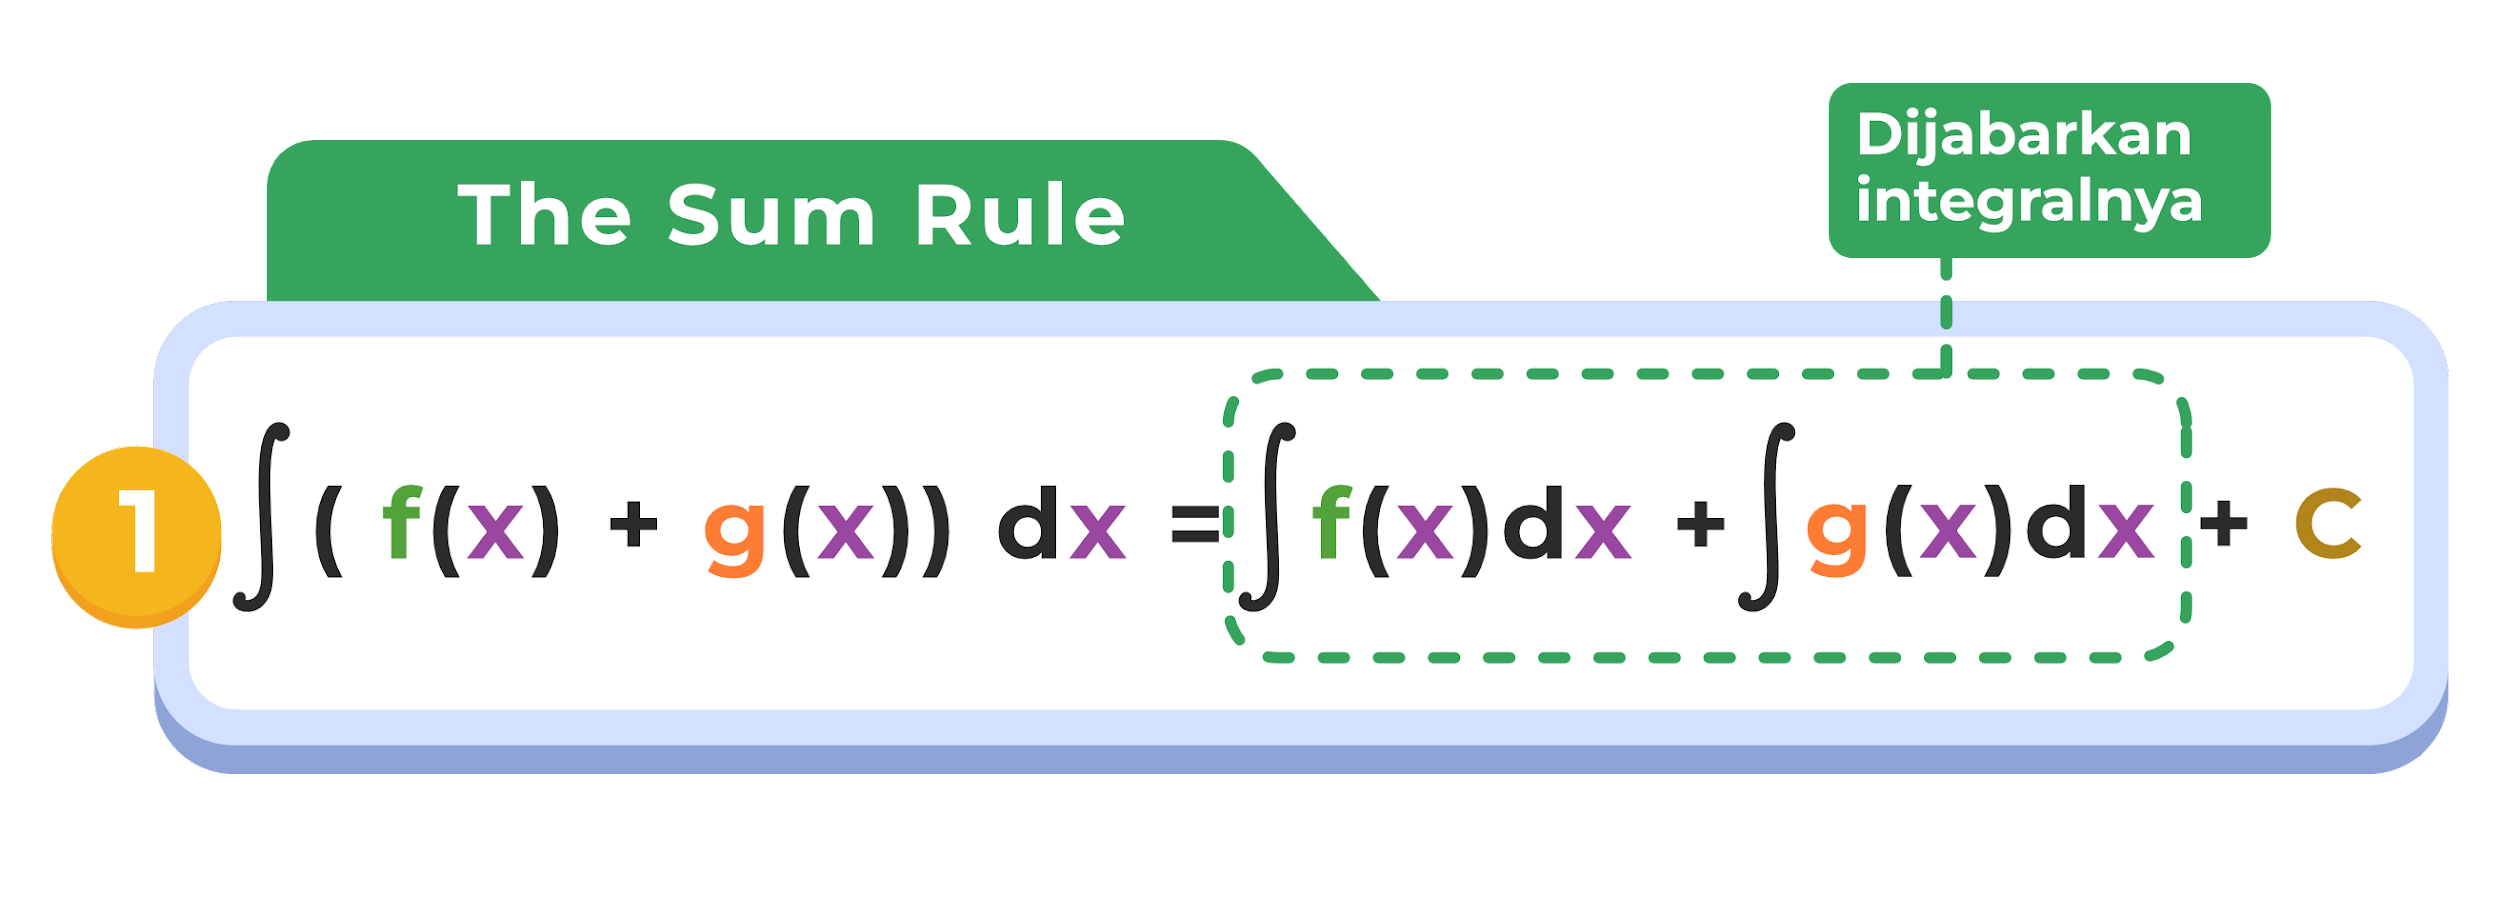 The Sum Rule
Dijabarkan
integralnya
1
∫( f(x) + g(x)) dx = ∫ f(x)dx + ∫g(x)dx + C